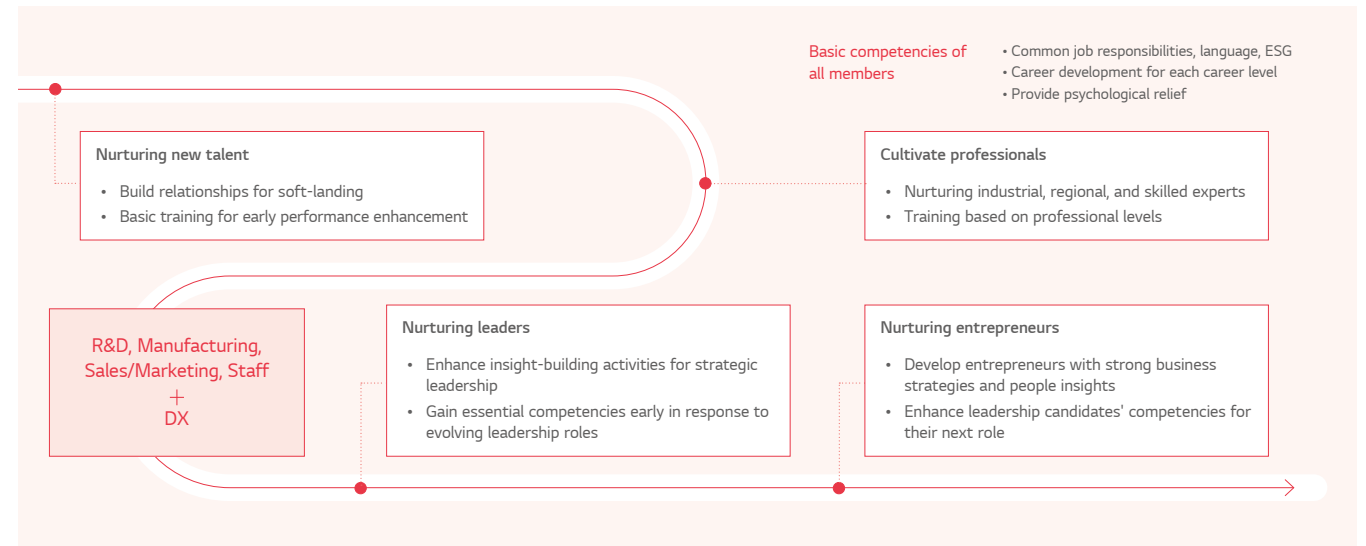 Basic competencies of
all members
• Common job responsibilities, language, ESG
• Career development for each career level
• Provide psychological relief
Nurturing new talent
• Build relationships for soft-landing
• Basic training for early performance enhancement
Cultivate professionals
• Nurturing industrial, regional, and skilled experts
• Training based on professional levels
R&D, Manufacturing,
Sales/Marketing, Staff
+
DX
Nurturing leaders
• Enhance insight-building activities for strategic
leadership
• Gain essential competencies early in response to
evolving leadership roles
Nurturing entrepreneurs
• Develop entrepreneurs with strong business
strategies and people insights
• Enhance leadership candidates' competencies for
their next role